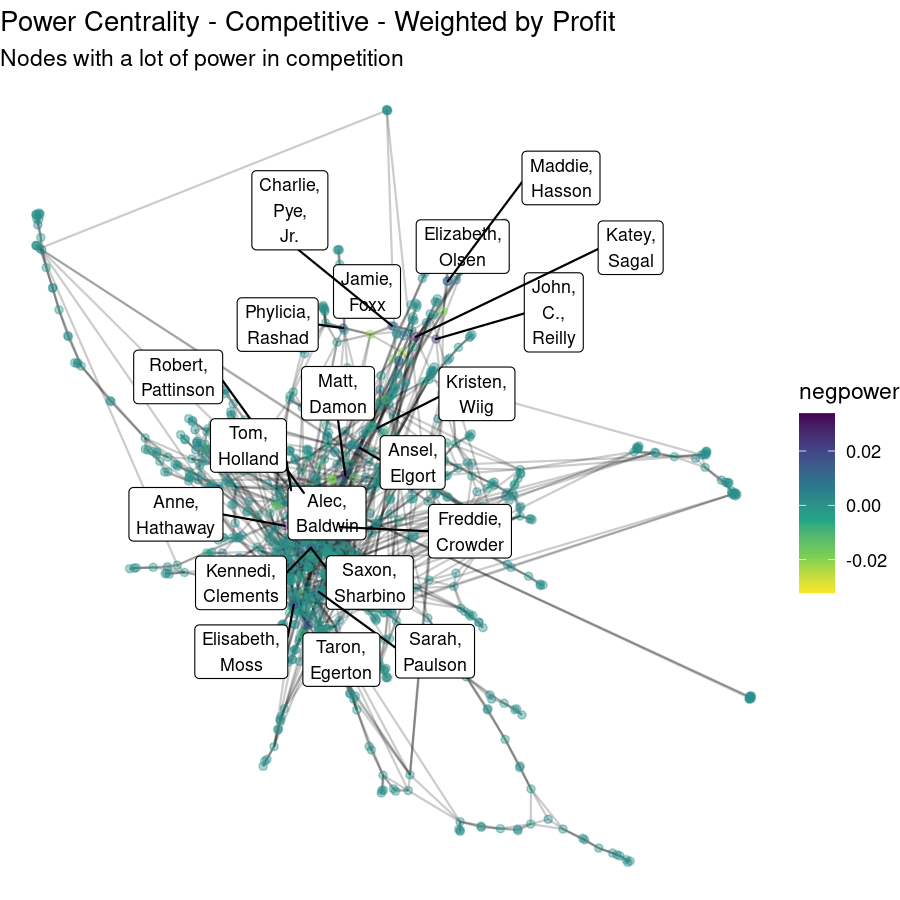 Power Centrality - Competitive - Weighted by Profit
Nodes with a lot of power in competition
Maddie,
Hasson
Charlie,
Pye,
Jr.
Elizabeth,
Olsen
Katey,
Sagal
Jamie,
Foxx
John,
C.,
Reilly
Phylicia,
Rashad
Robert,
Pattinson
Matt,
Damon
Kristen,
Wiig
Tom,
Holland
Ansel,
Elgort
Anne,
Hathaway
Alec,
Baldwin
Freddie,
Crowder
Kennedi,
Clements
Saxon,
Sharbino
Elisabeth,
Moss
Taron,
Egerton
Sarah,
Paulson
negpower
0.02
0.00
-0.02